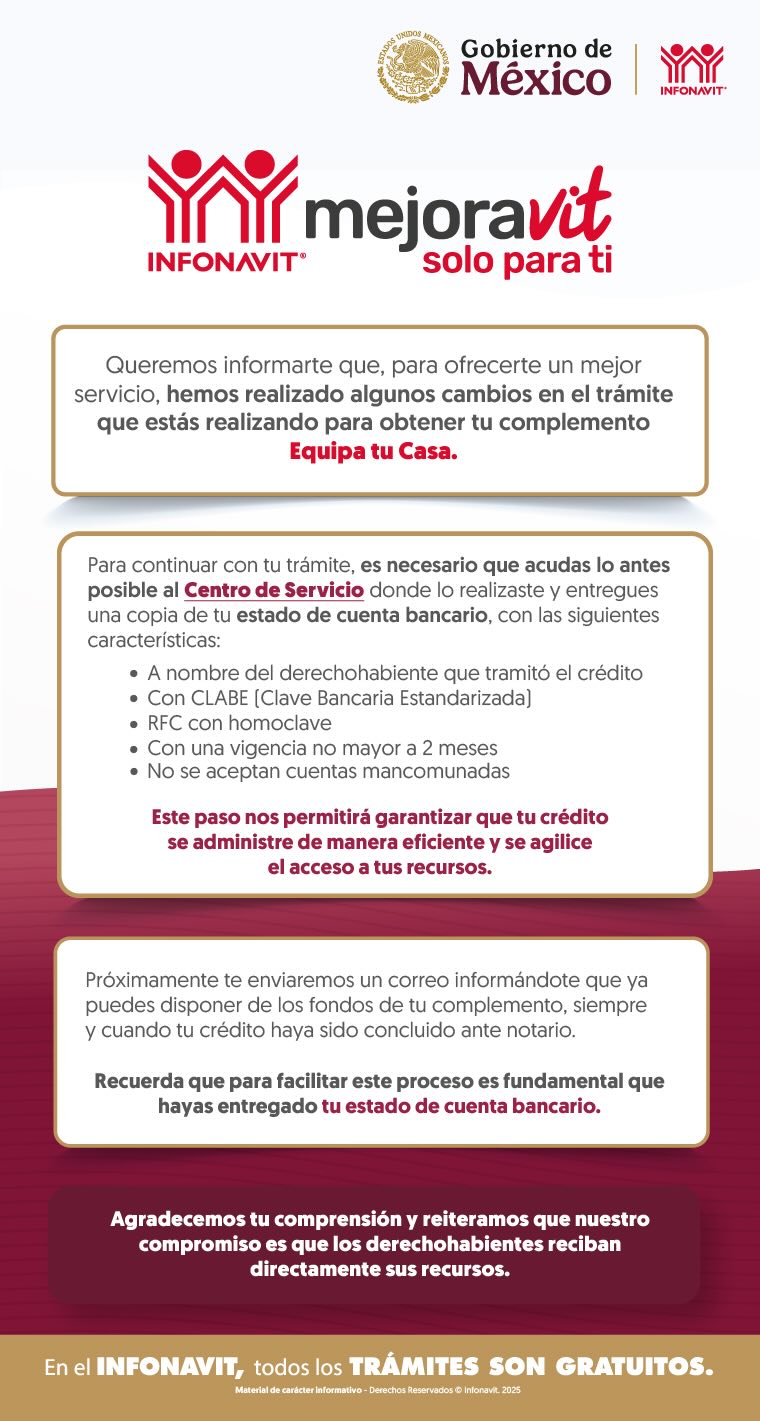 ESTADOS UNIDOS MEXICANOS
Gobierno de
México
INFONAVIT®
INFONAVIT®
mejoravit
solo para ti
Queremos informarte que, para ofrecerte un mejor
servicio, hemos realizado algunos cambios en el trámite
que estás realizando para obtener tu complemento
Equipa tu Casa.
Para continuar con tu trámite, es necesario que acudas lo antes
posible al Centro de Servicio donde lo realizaste y entregues
una copia de tu estado de cuenta bancario, con las siguientes
características:
• A nombre del derechohabiente que tramitó el crédito
• Con CLABE (Clave Bancaria Estandarizada)
• RFC con homoclave
• Con una vigencia no mayor a 2 meses
• No se aceptan cuentas mancomunadas
Este paso nos permitirá garantizar que tu crédito
se administre de manera eficiente y se agilice
el acceso a tus recursos.
Próximamente te enviaremos un correo informándote que ya
puedes disponer de los fondos de tu complemento, siempre
y cuando tu crédito haya sido concluido ante notario.
Recuerda que para facilitar este proceso es fundamental que
hayas entregado tu estado de cuenta bancario.
Agradecemos tu comprensión y reiteramos que nuestro
compromiso es que los derechohabientes reciban
directamente sus recursos.
En el INFONAVIT, todos los TRÁMITES SON GRATUITOS.
Material de carácter informativo - Derechos Reservados © Infonavit. 2025